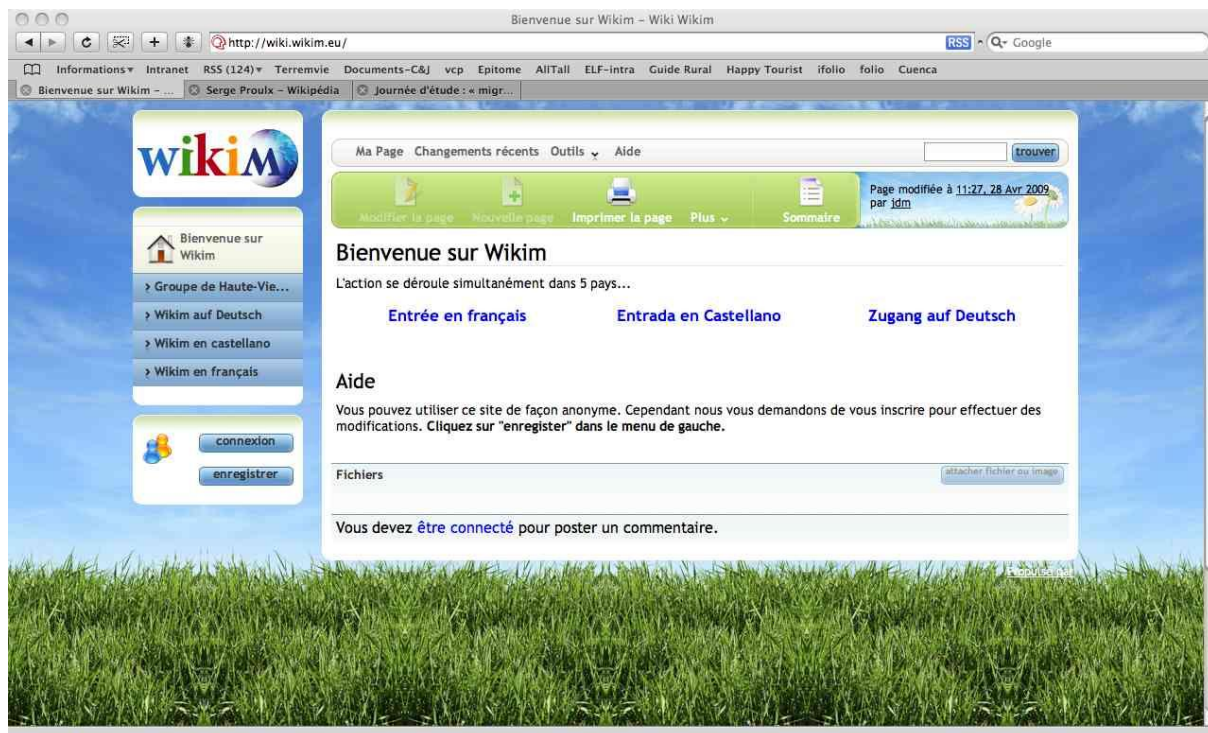 Bienvenue sur Wikim – Wiki Wikim
http://wiki.wikim.eu/
RSS
Google
Informations Intranet RSS (124) Terremvie Documents-C&J vcp Epitome AllTall ELF-intra Guide Rural Happy Tourist ifolio folio Cuenca
Bienvenue sur Wikim – ... Serge Proulx – Wikipédia Journée d'étude : « migr...
wikiM
Bienvenue sur
Wikim
› Groupe de Haute-Vie...
› Wikim auf Deutsch
› Wikim en castellano
› Wikim en français
connexion
enregistrer
Ma Page Changements récents Outils Aide
trouver
Modifier la page Nouvelle page Imprimer la page Plus Sommaire
Page modifiée à 11:27, 28 Avr 2009
par jdm
Bienvenue sur Wikim
L'action se déroule simultanément dans 5 pays...
Entrée en français Entrada en Castellano Zugang auf Deutsch
Aide
Vous pouvez utiliser ce site de façon anonyme. Cependant nous vous demandons de vous inscrire pour effectuer des
modifications. Cliquez sur "enregister" dans le menu de gauche.
Fichiers
attacher fichier ou image
Vous devez être connecté pour poster un commentaire.